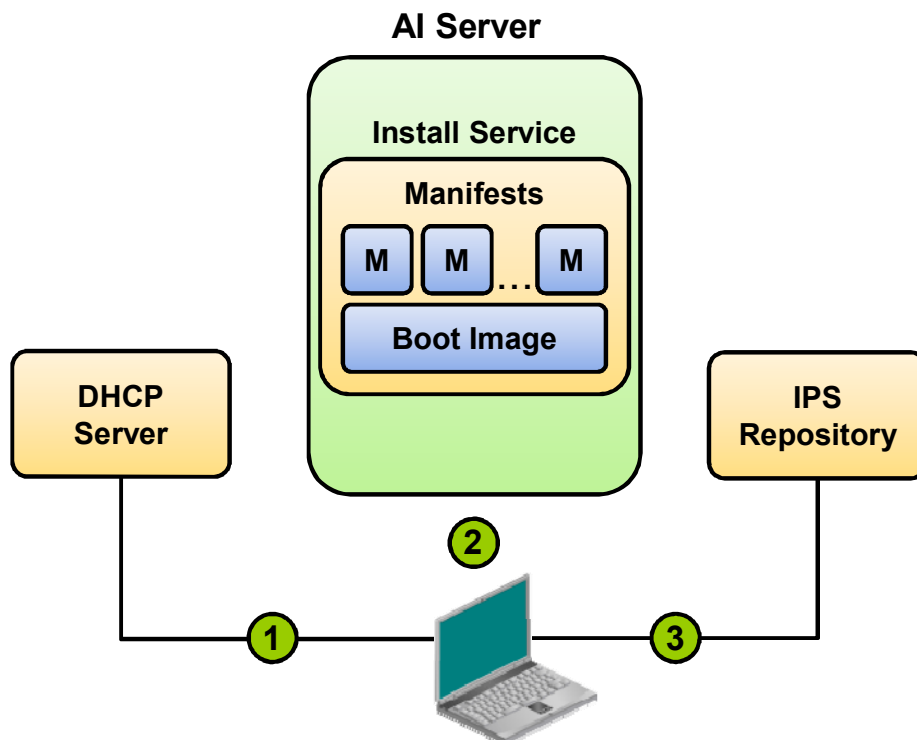 AI Server
Install Service
Manifests
M M ... M
Boot Image
DHCP
Server
IPS
Repository
2
1
3